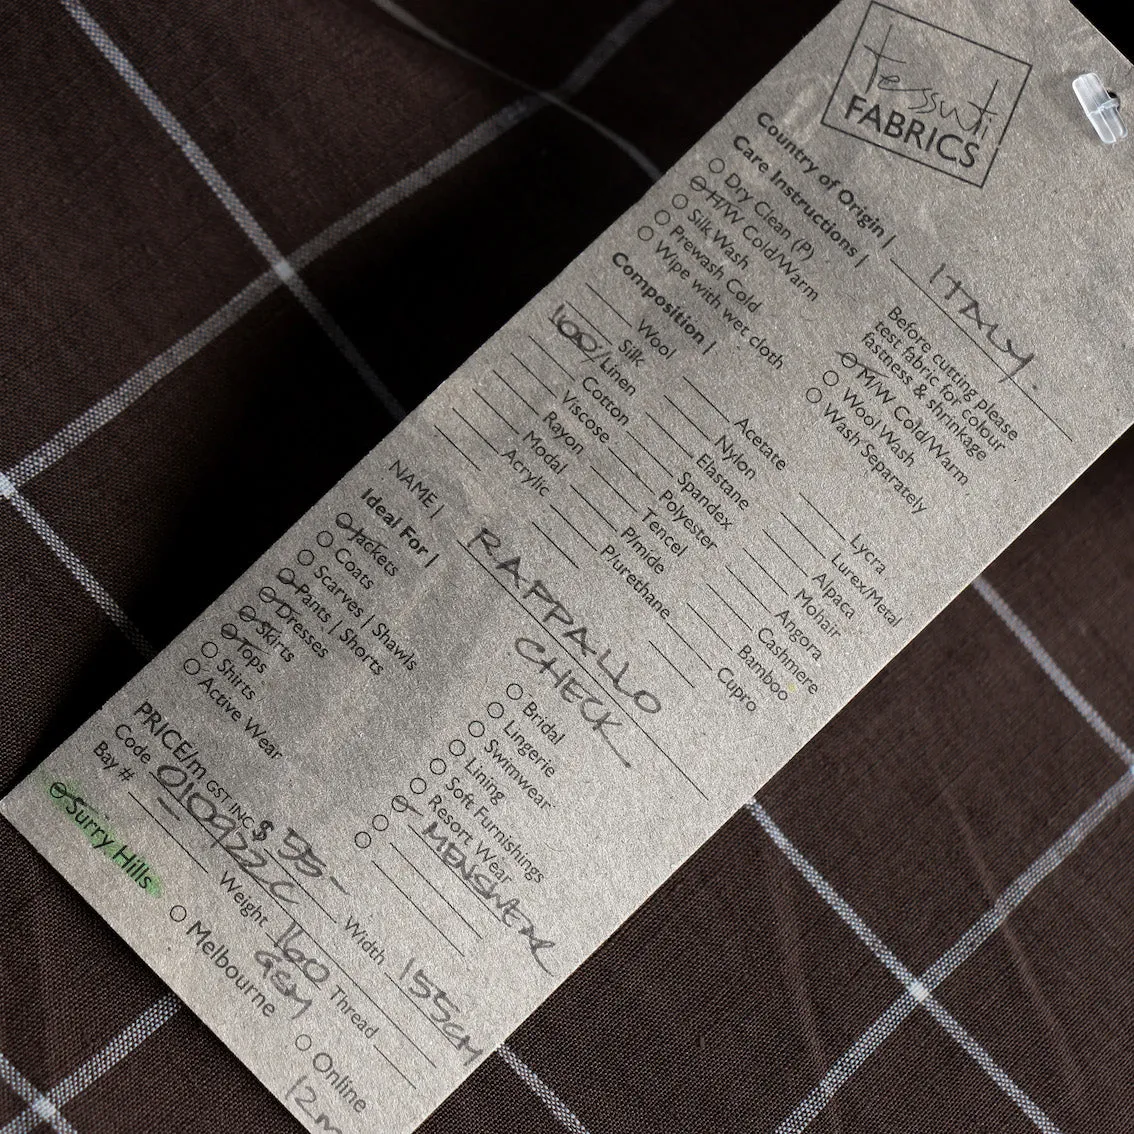 Tessuti
FABRICS
Country of Origin | ITALY.
Care Instructions |
Dry Clean (P)
H/W Cold/Warm
Silk Wash
Prewash Cold
Wipe with wet cloth
Before cutting please
test fabric for colour
fastness & shrinkage
M/W Cold/Warm
Wool Wash
Wash Separately
Composition |
Wool
Silk
100% Linen
Cotton
Viscose
Rayon
Modal
Acrylic
Acetate
Nylon
Elastane
Spandex
Polyester
Tencel
P/mide
P/urethane
Lycra
Lurex/Metal
Alpaca
Mohair
Angora
Cashmere
Bamboo
Cupro
NAME | RAPPALLO
CHECK
Ideal For |
Jackets
Coats
Scarves | Shawls
Pants | Shorts
Dresses
Skirts
Tops
Shirts
Active Wear
Bridal
Lingerie
Swimwear
Lining
Soft Furnishings
Resort Wear
MENSWEAR
PRICE/m GST INC $ 55- Width 155CM
Code 010922C Weight 160 Thread
GSM
Bay #
Surry Hills
Melbourne
Online
12m